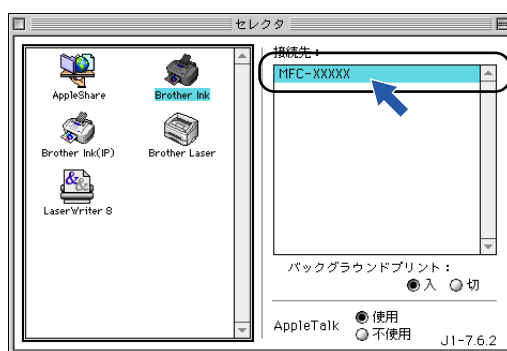 セレクタ
AppleShare
Brother Ink
Brother Ink(IP)
Brother Laser
LaserWriter 8
接続先：
MFC-XXXXX
バックグラウンドプリント：
入 切
AppleTalk
使用
不使用
J1-7.6.2